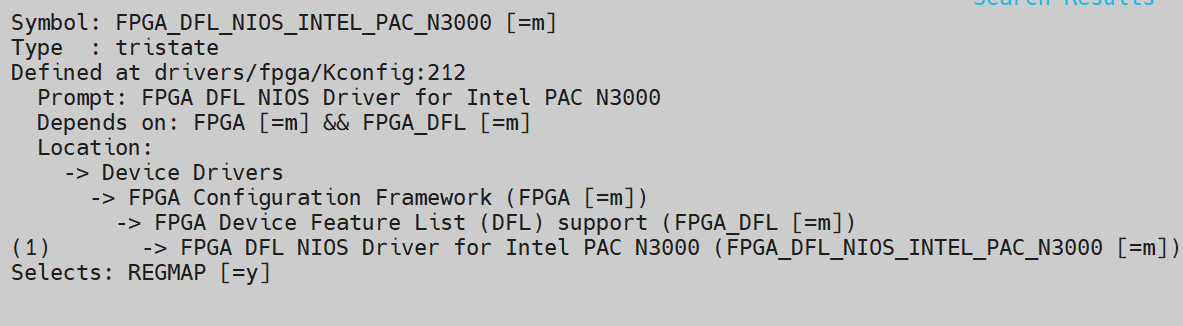 Search Results
Symbol: FPGA_DFL_NIOS_INTEL_PAC_N3000 [=m]
Type  : tristate
Defined at drivers/fpga/Kconfig:212
  Prompt: FPGA DFL NIOS Driver for Intel PAC N3000
  Depends on: FPGA [=m] && FPGA_DFL [=m]
  Location:
    -> Device Drivers
      -> FPGA Configuration Framework (FPGA [=m])
        -> FPGA Device Feature List (DFL) support (FPGA_DFL [=m])
(1)       -> FPGA DFL NIOS Driver for Intel PAC N3000 (FPGA_DFL_NIOS_INTEL_PAC_N3000 [=m])
Selects: REGMAP [=y]